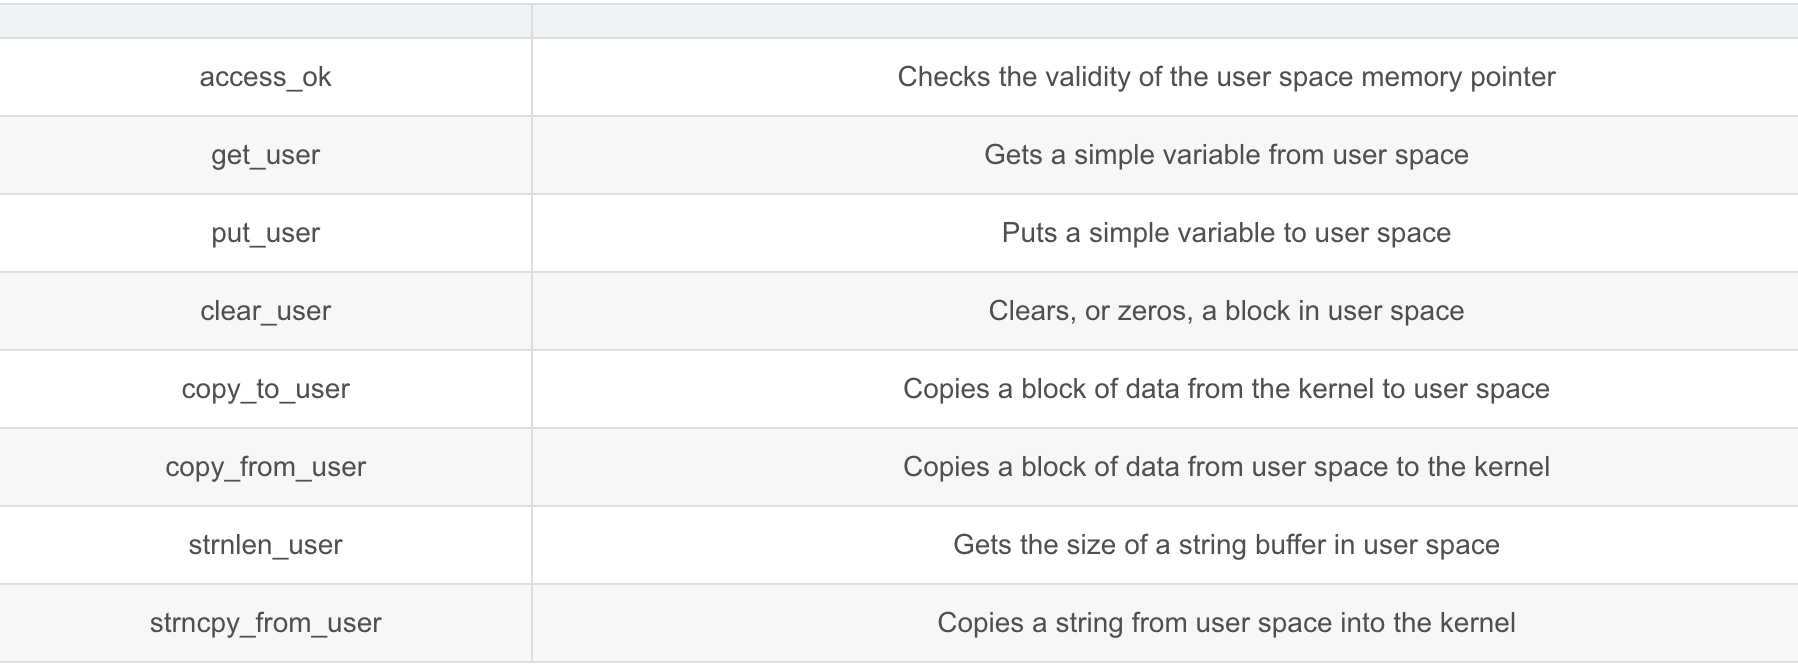 access_ok Checks the validity of the user space memory pointer
get_user Gets a simple variable from user space
put_user Puts a simple variable to user space
clear_user Clears, or zeros, a block in user space
copy_to_user Copies a block of data from the kernel to user space
copy_from_user Copies a block of data from user space to the kernel
strnlen_user Gets the size of a string buffer in user space
strncpy_from_user Copies a string from user space into the kernel